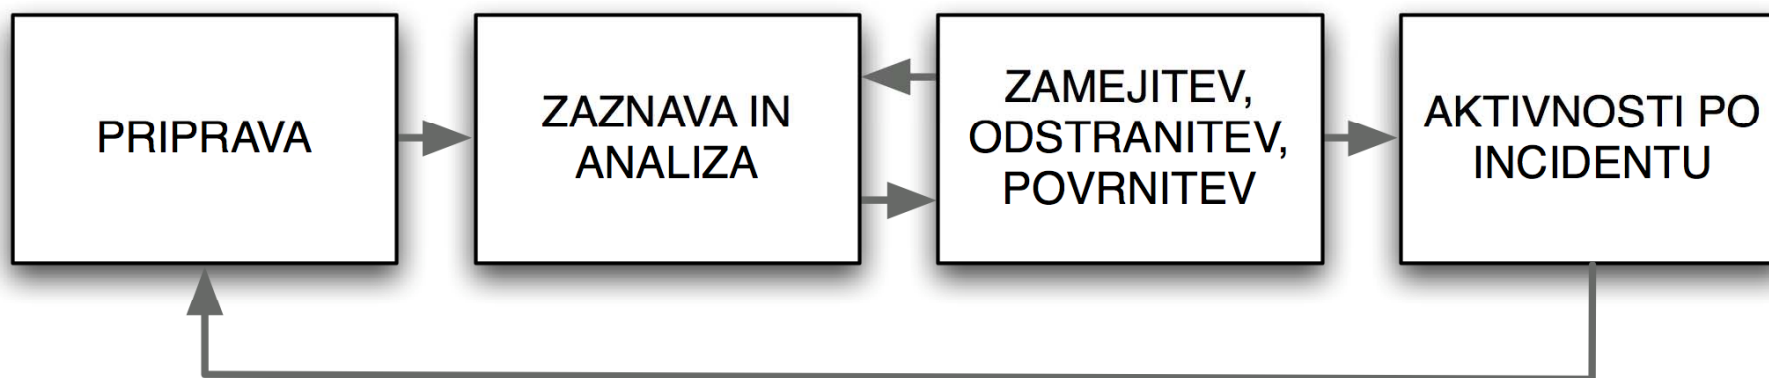 PRIPRAVA
ZAZNAVA IN
ANALIZA
ZAMEJITEV,
ODSTRANITEV,
POVRNITEV
AKTIVNOSTI PO
INCIDENTU